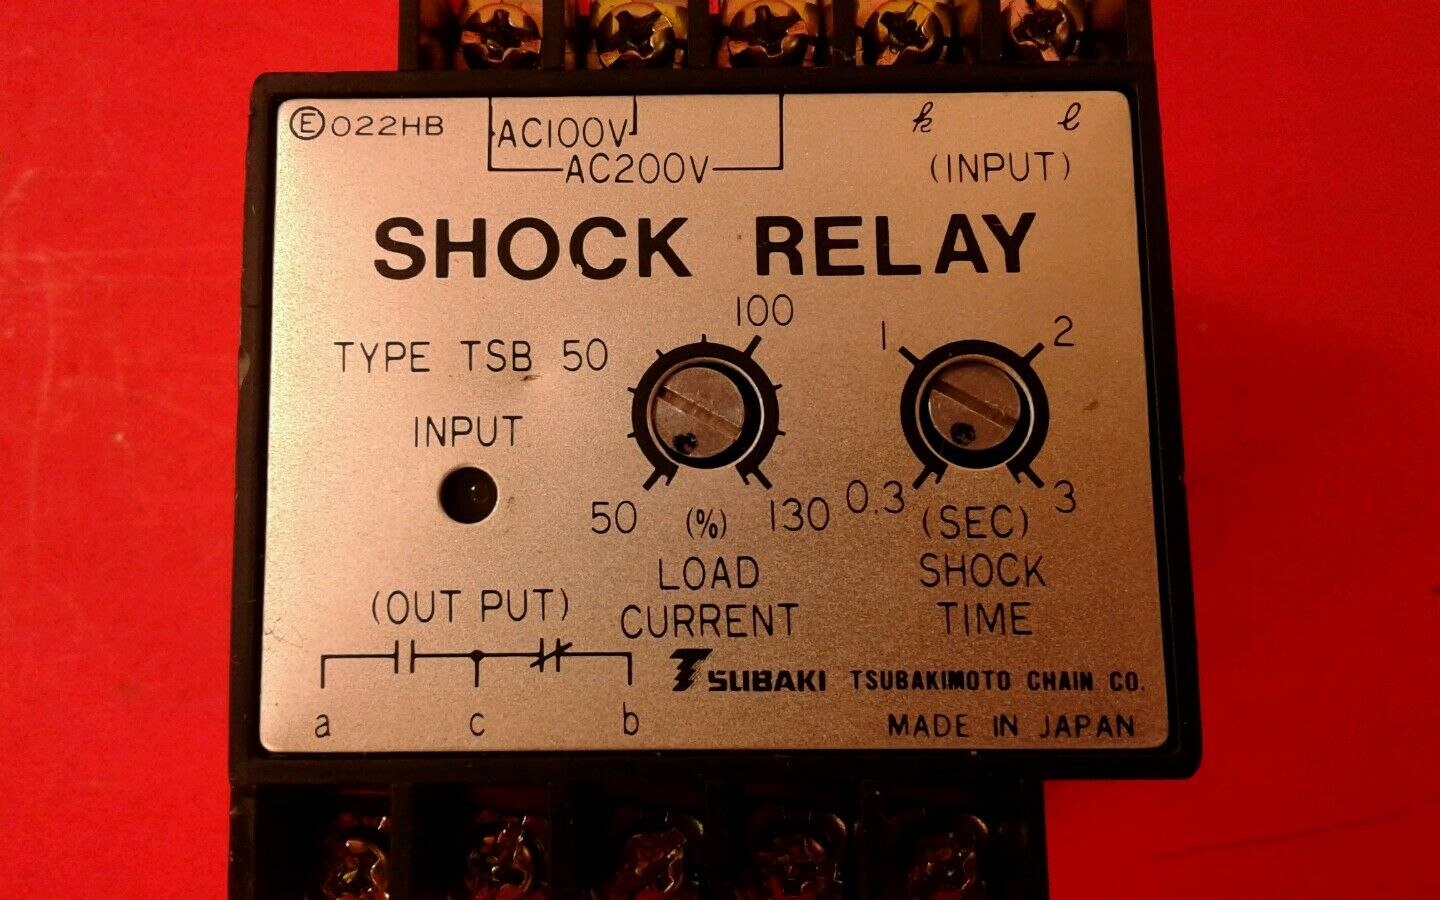 Ⓔ022HB
AC100V
AC200V
k l
(INPUT)
SHOCK RELAY
TYPE TSB 50
INPUT
100
50 (%) 130
LOAD
CURRENT
1 2
0.3 (SEC) 3
SHOCK
TIME
(OUT PUT)
a c b
TSUBAKI TSUBAKIMOTO CHAIN CO.
MADE IN JAPAN